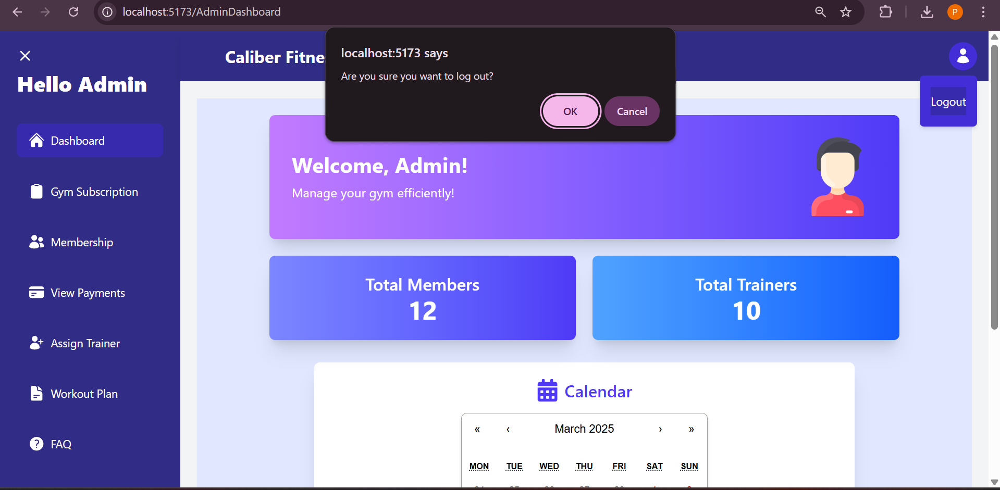 localhost:5173/AdminDashboard
P
localhost:5173 says
Are you sure you want to log out?
OK
Cancel
Caliber Fitne
Logout
Hello Admin
Dashboard
Gym Subscription
Membership
View Payments
Assign Trainer
Workout Plan
? FAQ
Welcome, Admin!
Manage your gym efficiently!
Total Members
12
Total Trainers
10
Calendar
« ‹ March 2025 › »
MON TUE WED THU FRI SAT SUN